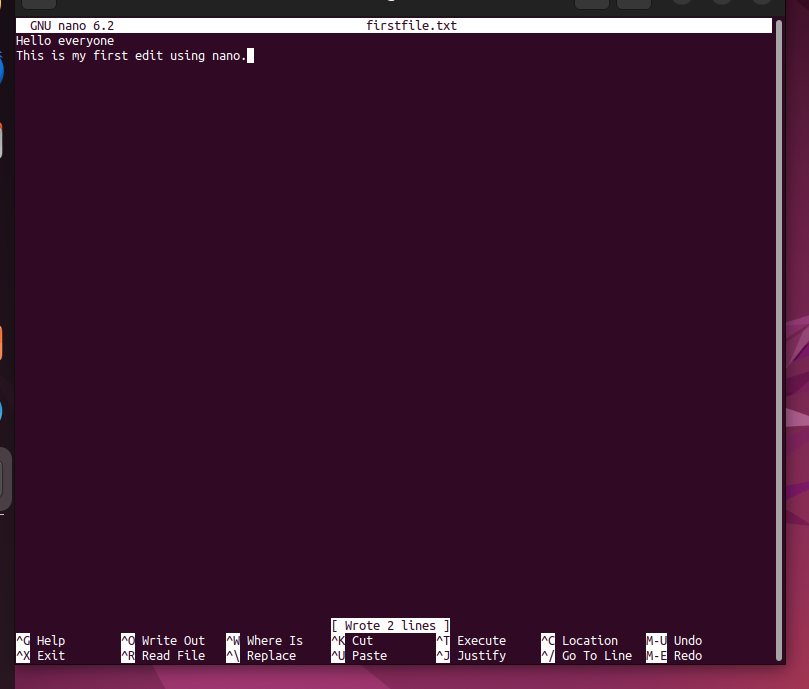 GNU nano 6.2 firstfile.txt
Hello everyone
This is my first edit using nano.
[ Wrote 2 lines ]
^G Help ^O Write Out ^W Where Is ^K Cut ^T Execute ^C Location M-U Undo
^X Exit ^R Read File ^\ Replace ^U Paste ^J Justify ^/ Go To Line M-E Redo